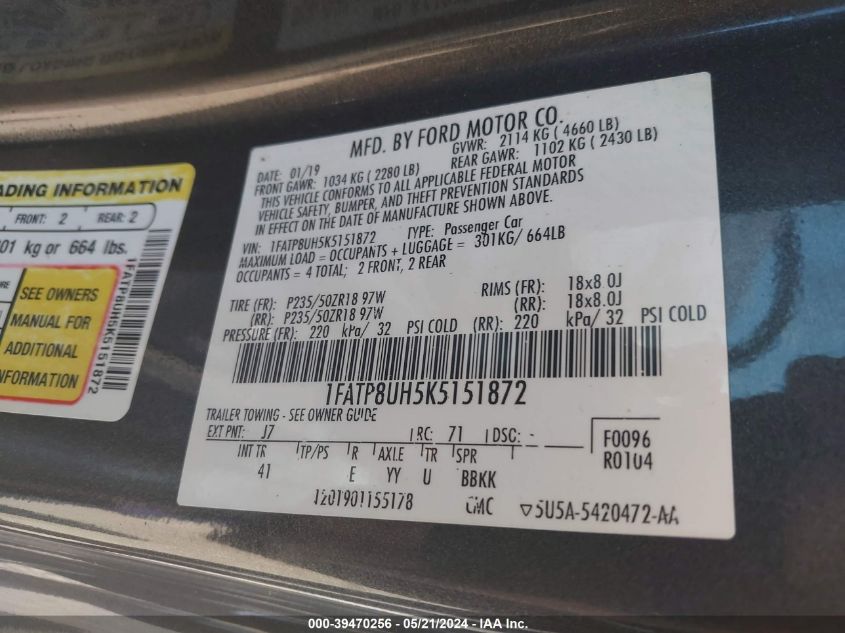 MFD. BY FORD MOTOR CO.
DATE: 01/19 GVWR: 2114 KG ( 4660 LB)
FRONT GAWR: 1034 KG ( 2280 LB) REAR GAWR: 1102 KG ( 2430 LB)
THIS VEHICLE CONFORMS TO ALL APPLICABLE FEDERAL MOTOR
VEHICLE SAFETY, BUMPER, AND THEFT PREVENTION STANDARDS
IN EFFECT ON THE DATE OF MANUFACTURE SHOWN ABOVE.
VIN: 1FATP8UH5K5151872 TYPE: Passenger Car
MAXIMUM LOAD = OCCUPANTS + LUGGAGE = 301KG/ 664LB
OCCUPANTS = 4 TOTAL; 2 FRONT, 2 REAR
TIRE (FR): P235/50ZR18 97W RIMS (FR): 18x8.0J
(RR): P235/50ZR18 97W (RR): 18x8.0J
PRESSURE (FR): 220 kPa/ 32 PSI COLD (RR): 220 kPa/ 32 PSI COLD
1FATP8UH5K5151872
TRAILER TOWING - SEE OWNER GUIDE
EXT PNT: J7 RC: 71 DSO: F0096
INT TR TP/PS R AXLE TR SPR R0104
41 E YY U BBKK
1201901155178 CMC ▽5U5A-5420472-AA
ADING INFORMATION
FRONT: 2 REAR: 2
01 kg or 664 lbs.
SEE OWNERS
MANUAL FOR
ADDITIONAL
INFORMATION
1FATP8UH5K5151872
000-39470256 - 05/21/2024 - IAA Inc.